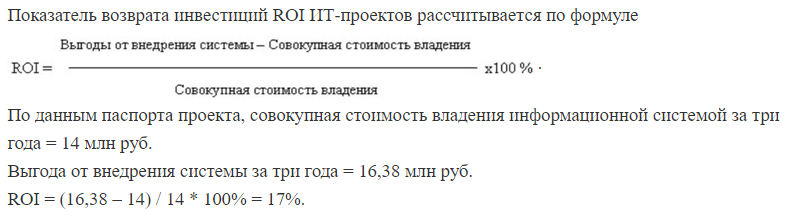 Показатель возврата инвестиций ROI ИТ-проектов рассчитывается по формуле
Выгоды от внедрения системы – Совокупная стоимость владения
ROI = x100 % .
Совокупная стоимость владения
По данным паспорта проекта, совокупная стоимость владения информационной системой за три
года = 14 млн руб.
Выгода от внедрения системы за три года = 16,38 млн руб.
ROI = (16,38 – 14) / 14 * 100% = 17%.